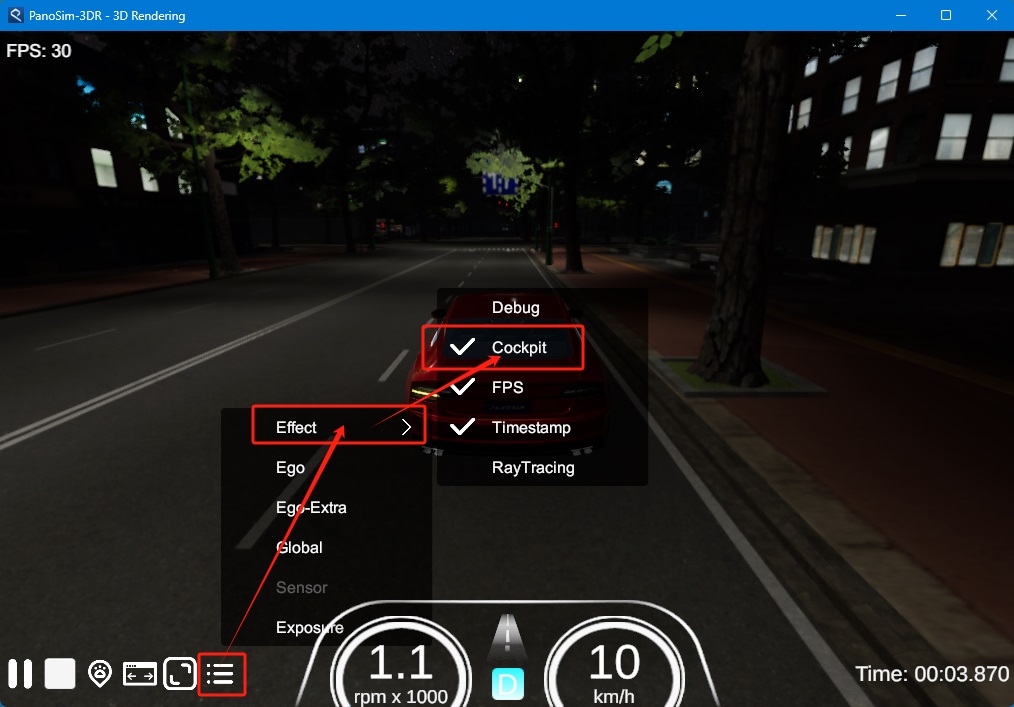 PanoSim-3DR - 3D Rendering
FPS: 30
Debug
Cockpit
FPS
Effect
Timestamp
Ego
RayTracing
Ego-Extra
Global
Sensor
Exposure
1.1
rpm x 1000
D
10
km/h
Time: 00:03.870